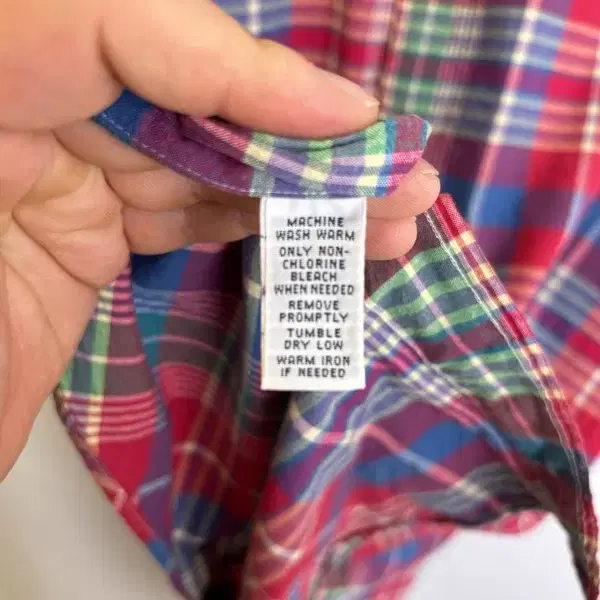 MACHINE
WASH WARM
ONLY NON-
CHLORINE
BLEACH
WHEN NEEDED
REMOVE
PROMPTLY
TUMBLE
DRY LOW
WARM IRON
IF NEEDED